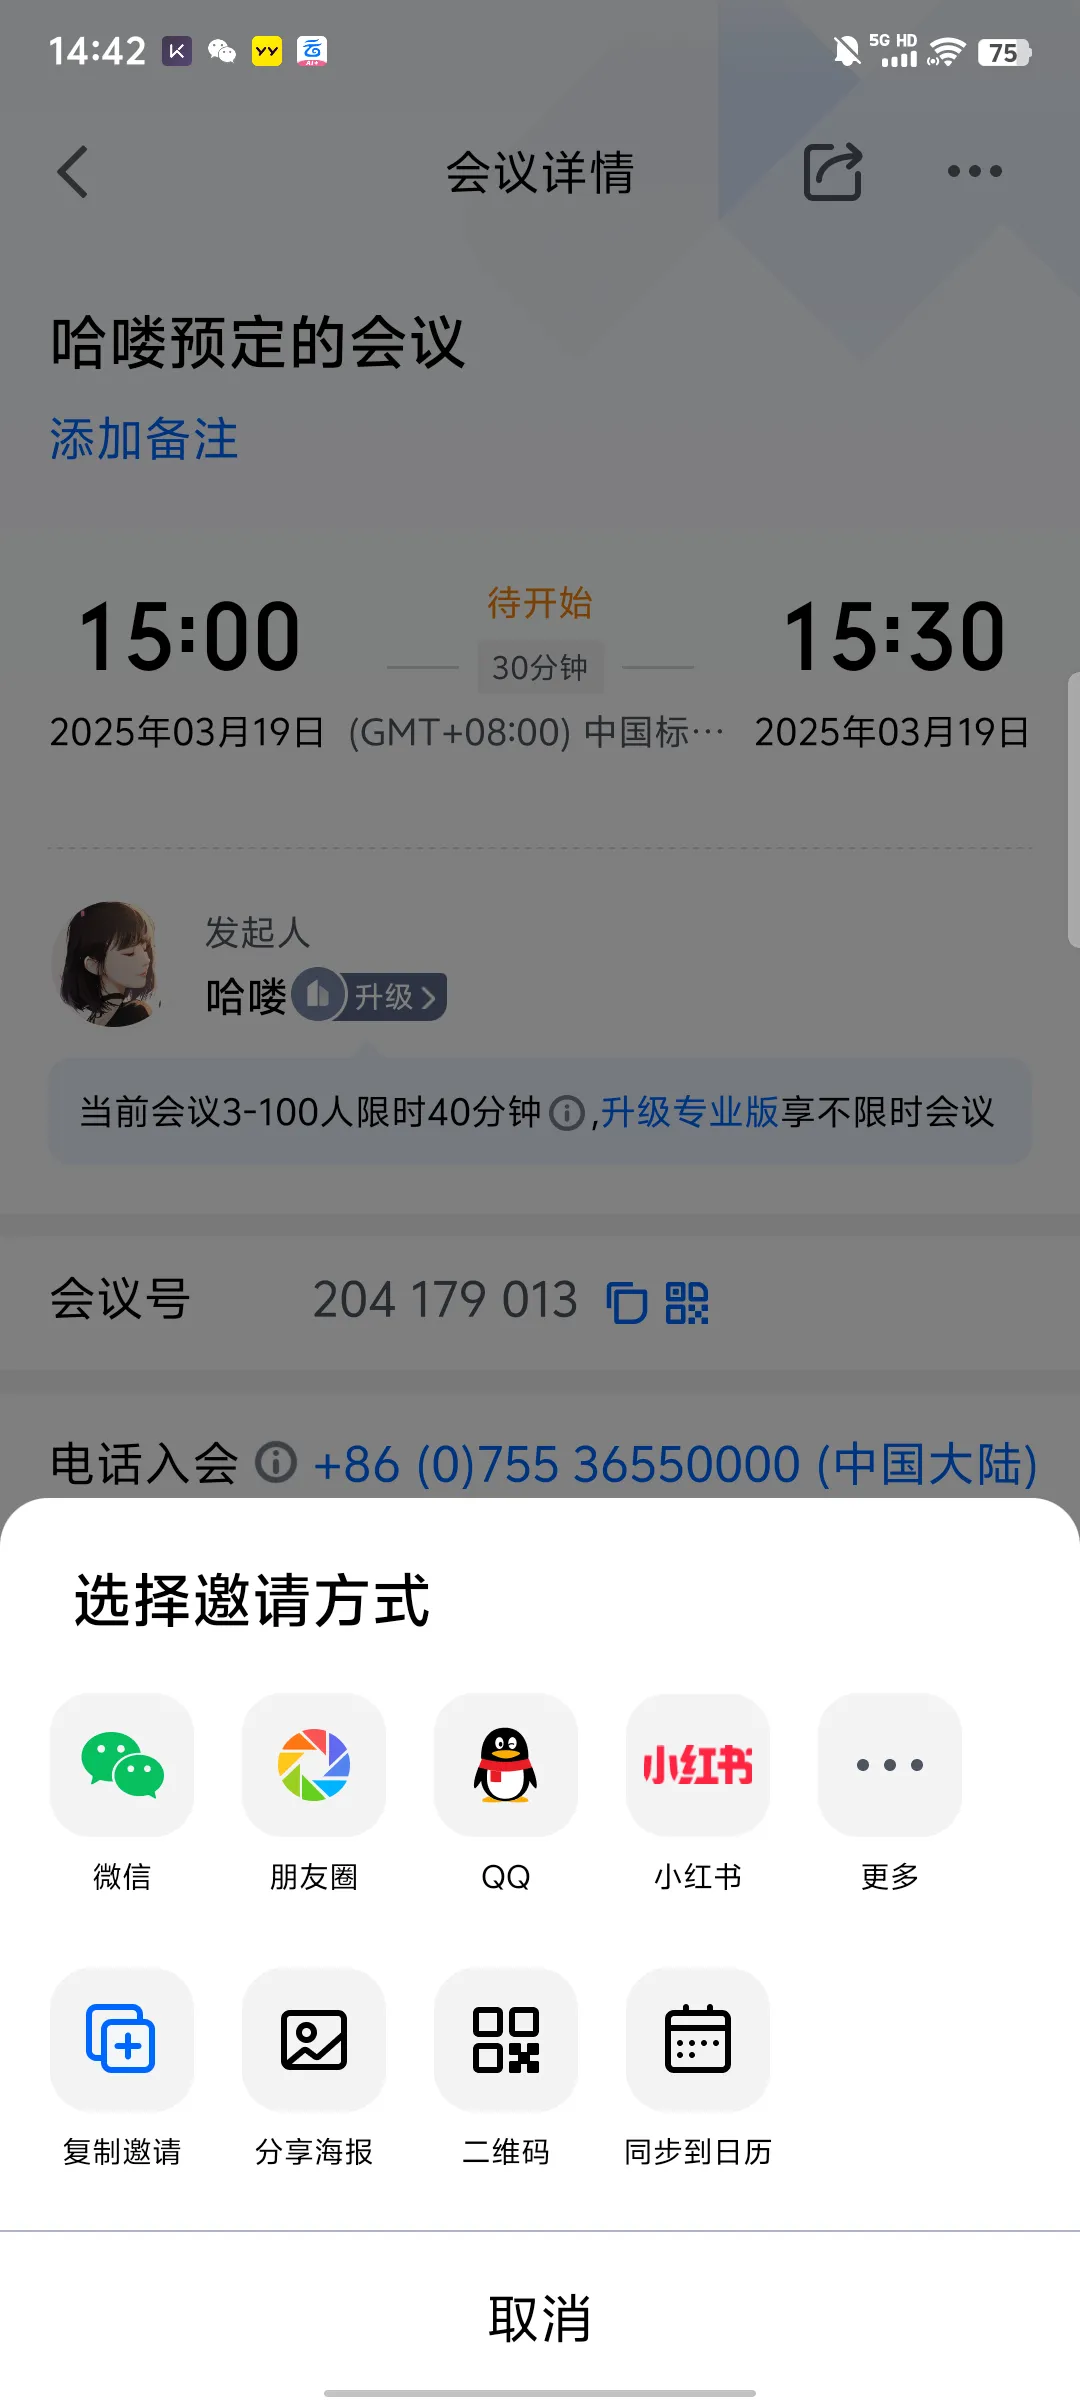 14:42
5G HD
75
会议详情
哈喽预定的会议
添加备注
待开始
15:00
30分钟
15:30
2025年03月19日
(GMT+08:00) 中国标…
2025年03月19日
发起人
哈喽
升级
当前会议3-100人限时40分钟,升级专业版享不限时会议
会议号
204 179 013
电话入会
+86 (0)755 36550000 (中国大陆)
选择邀请方式
小红书
微信
朋友圈
QQ
小红书
更多
复制邀请
分享海报
二维码
同步到日历
取消